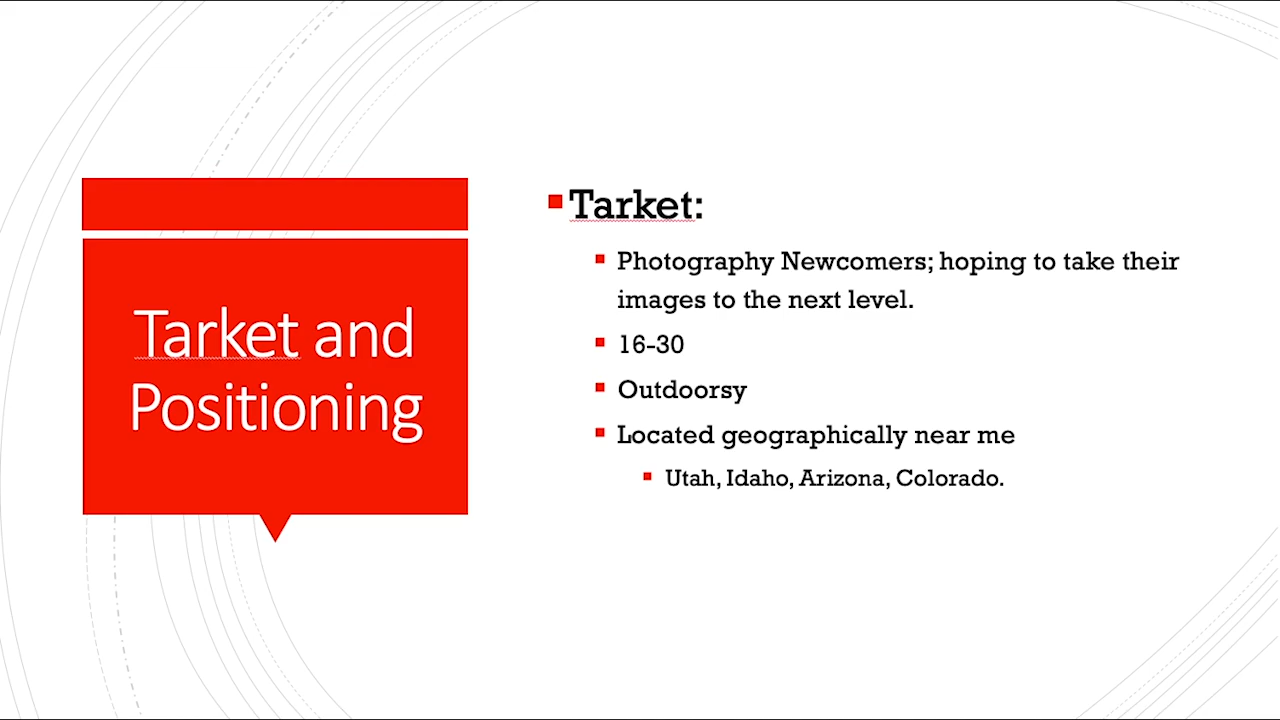 Tarket and
Positioning
Tarket:
Photography Newcomers; hoping to take their
images to the next level.
16-30
Outdoorsy
Located geographically near me
Utah, Idaho, Arizona, Colorado.